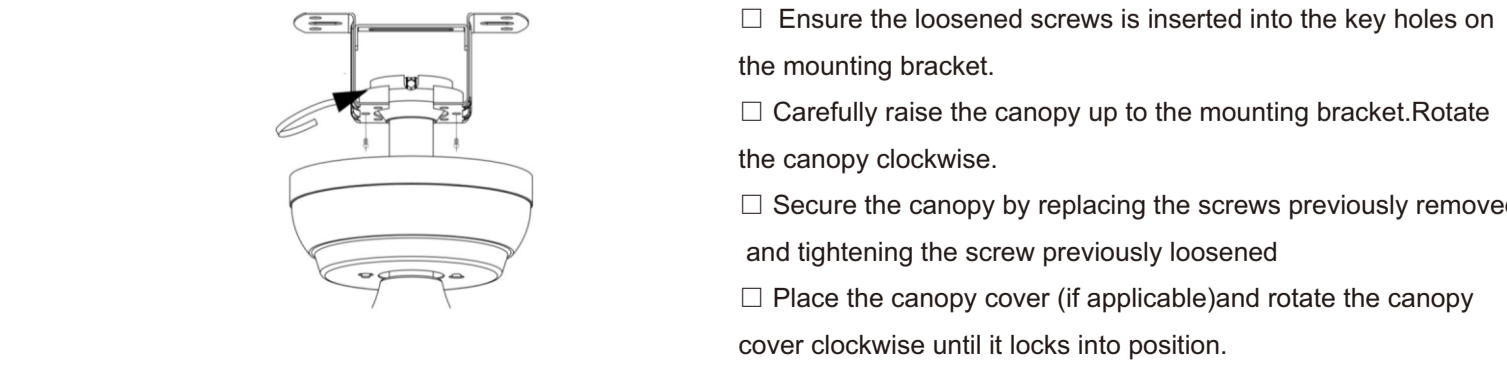 ☐ Ensure the loosened screws is inserted into the key holes on
the mounting bracket.
☐ Carefully raise the canopy up to the mounting bracket.Rotate
the canopy clockwise.
☐ Secure the canopy by replacing the screws previously remove
and tightening the screw previously loosened
☐ Place the canopy cover (if applicable)and rotate the canopy
cover clockwise until it locks into position.